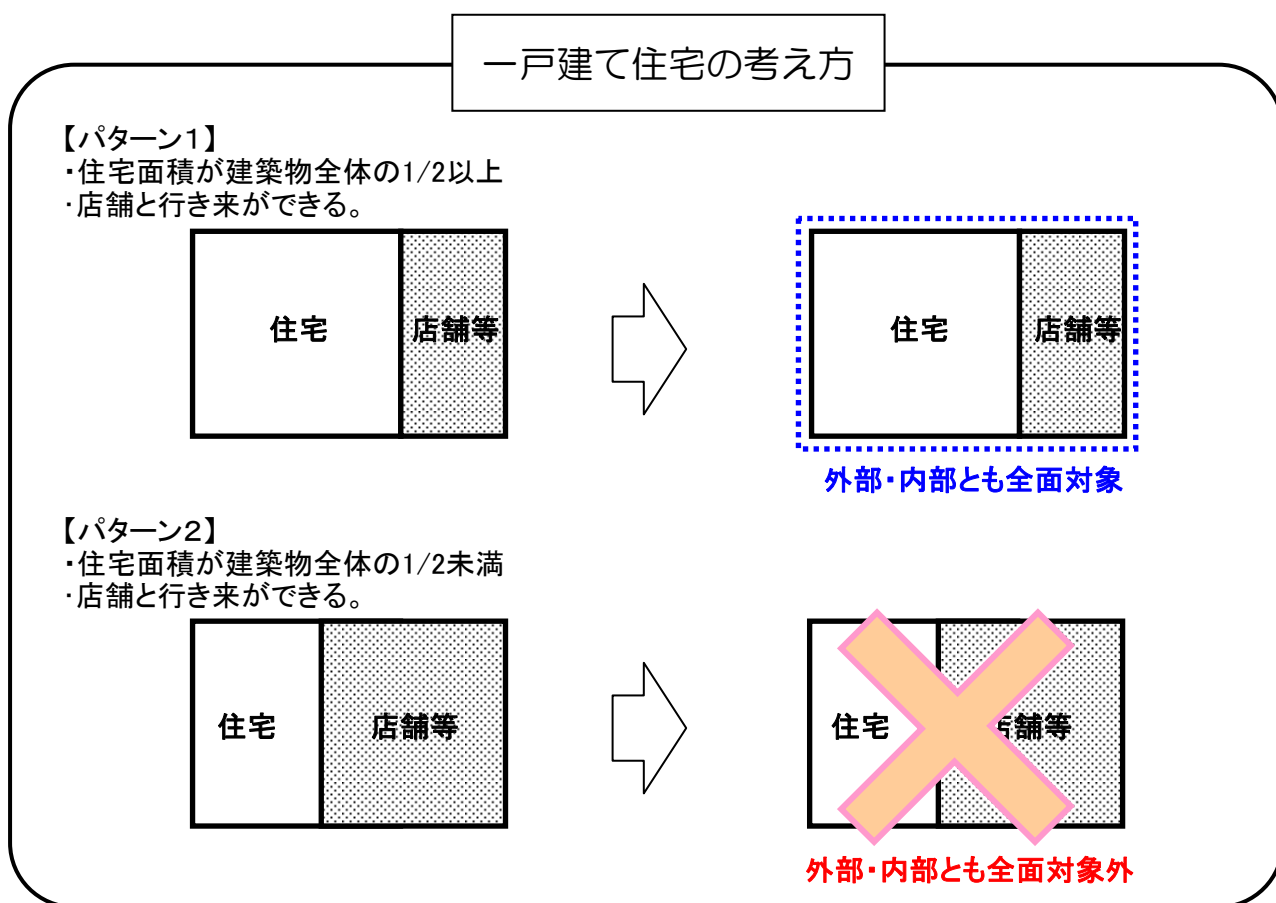 一戸建て住宅の考え方
【パターン1】
・住宅面積が建築物全体の1/2以上
・店舗と行き来ができる。
住宅
店舗等
住宅
店舗等
外部・内部とも全面対象
【パターン2】
・住宅面積が建築物全体の1/2未満
・店舗と行き来ができる。
住宅
店舗等
住宅
店舗等
外部・内部とも全面対象外